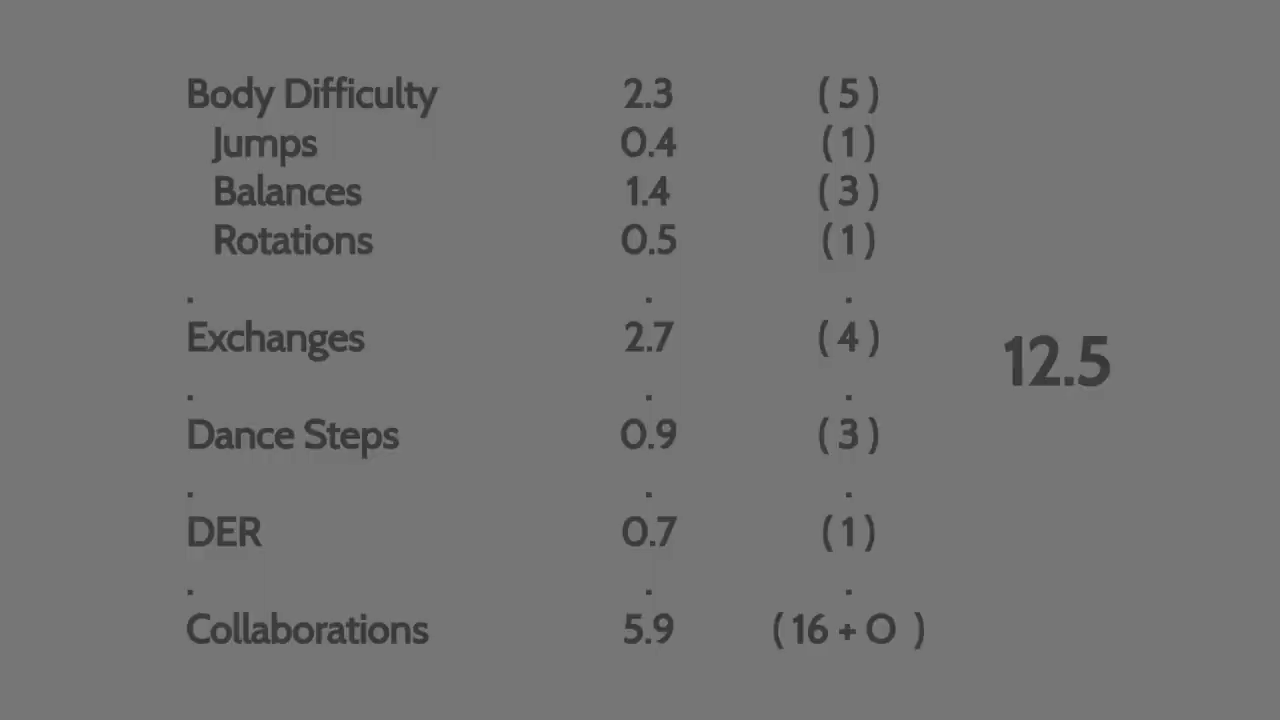 Body Difficulty 2.3 ( 5 )
Jumps 0.4 ( 1 )
Balances 1.4 ( 3 )
Rotations 0.5 ( 1 )
. . .
Exchanges 2.7 ( 4 )
12.5
. . .
Dance Steps 0.9 ( 3 )
. . .
DER 0.7 ( 1 )
. . .
Collaborations 5.9 ( 16 + O )